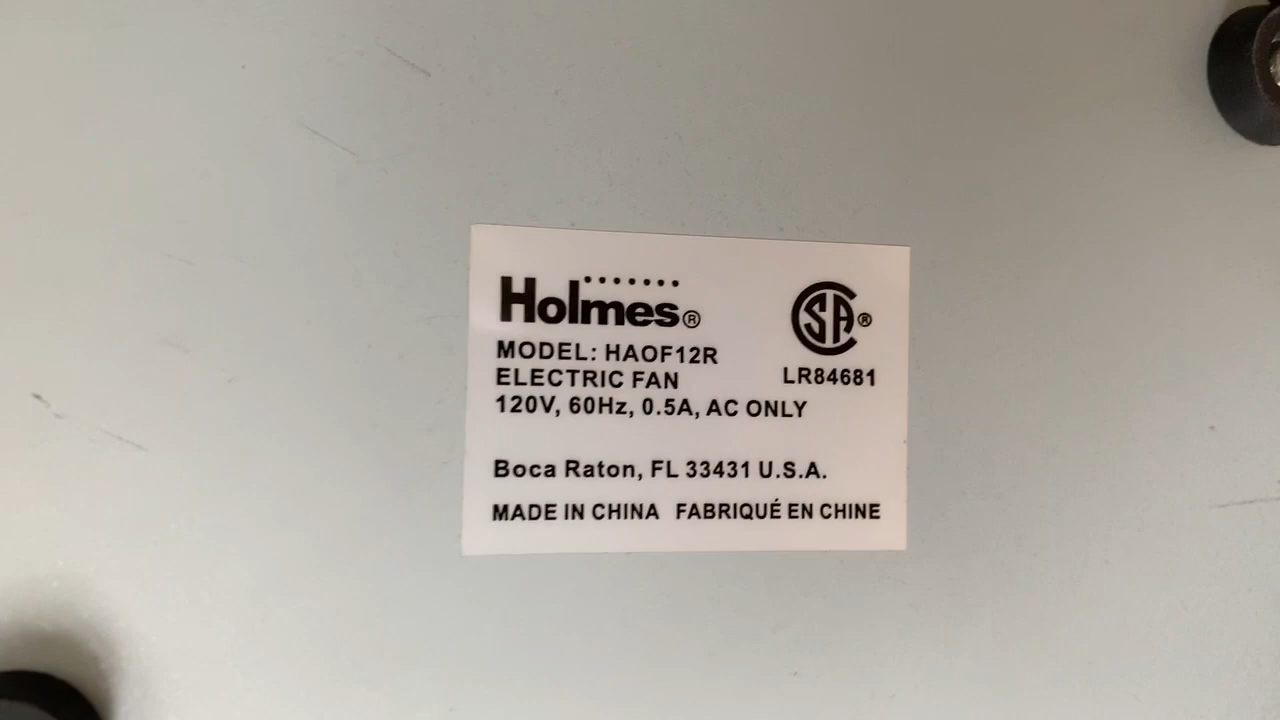 Holmes®
MODEL: HAOF12R
ELECTRIC FAN
120V, 60Hz, 0.5A, AC ONLY
SA®
LR84681
Boca Raton, FL 33431 U.S.A.
MADE IN CHINA FABRIQUÉ EN CHINE